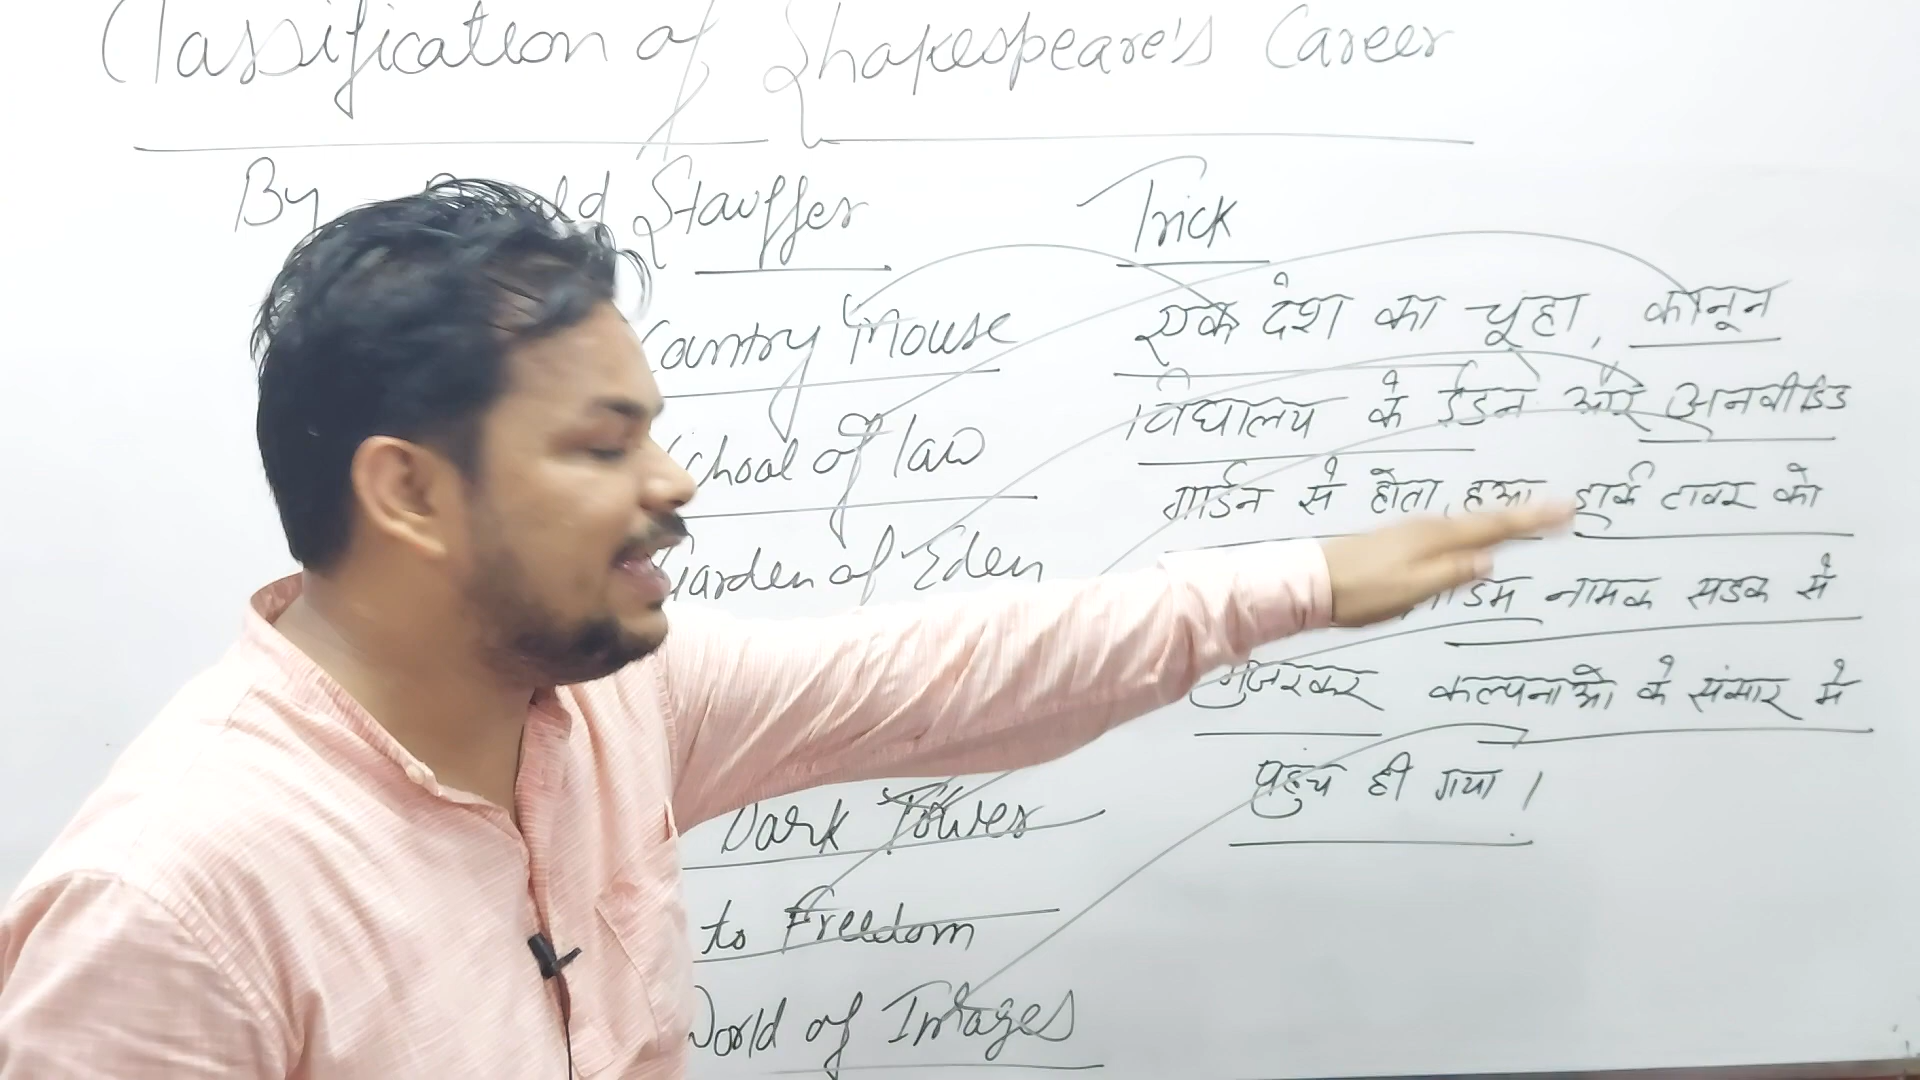 Classification of Shakespeare's Career
By Stauffer
Trick
Country Mouse
School of law
Garden of Eden
Dark Tower
to Freedom
World of Images
एक देश का चूहा, कानून
विद्यालय के ईडन और अनवीडिड
गार्डन से होता हुआ डार्क टावर को
नामक सडक से
गुजरकर कल्पनाओ के संसार मे
पहुंच ही गया।